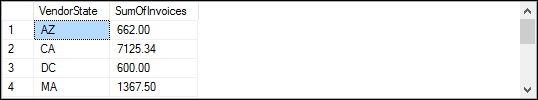 VendorState SumOfInvoices
1 AZ 662.00
2 CA 7125.34
3 DC 600.00
4 MA 1367.50